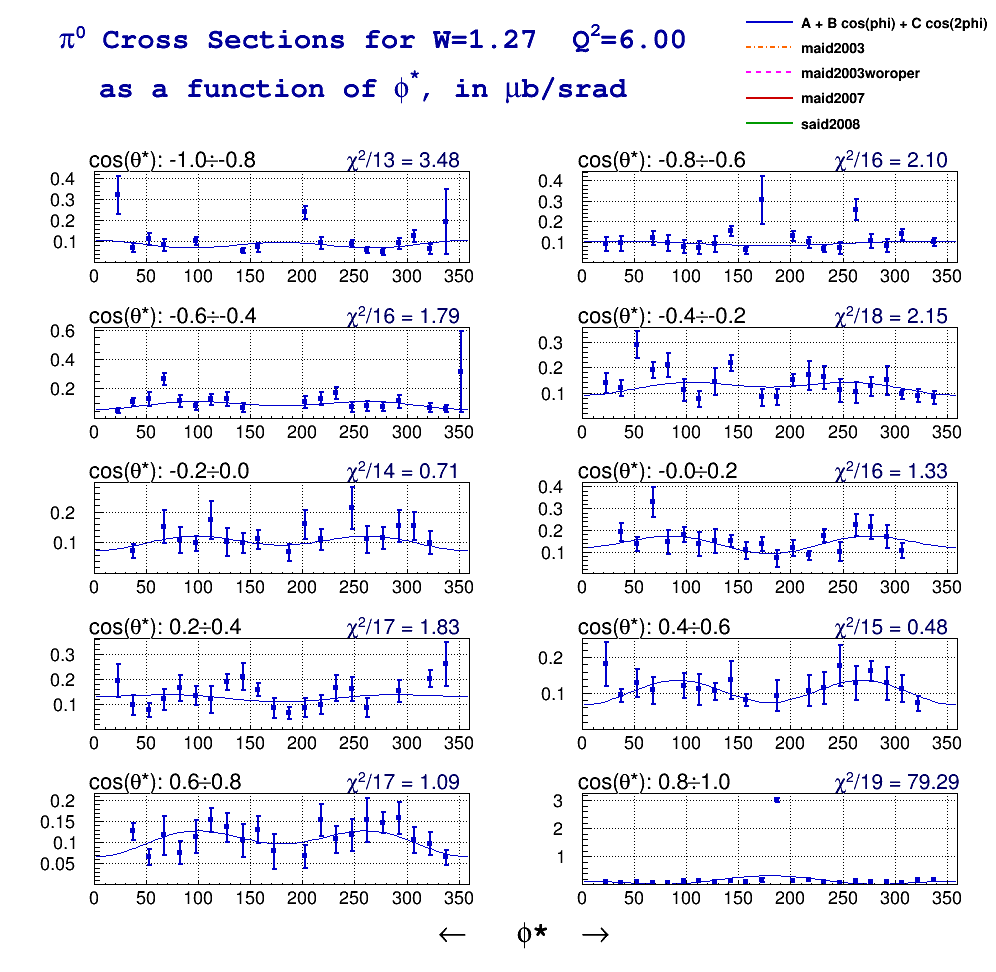 π⁰ Cross Sections for W=1.27 Q²=6.00
as a function of ϕ*, in μb/srad
A + B cos(phi) + C cos(2phi)
maid2003
maid2003woroper
maid2007
said2008
cos(θ*): -1.0÷-0.8 χ²/13 = 3.48
0.4
0.3
0.2
0.1
0 50 100 150 200 250 300 350
cos(θ*): -0.8÷-0.6 χ²/16 = 2.10
0.4
0.3
0.2
0.1
0 50 100 150 200 250 300 350
cos(θ*): -0.6÷-0.4 χ²/16 = 1.79
0.6
0.4
0.2
0 50 100 150 200 250 300 350
cos(θ*): -0.4÷-0.2 χ²/18 = 2.15
0.3
0.2
0.1
0 50 100 150 200 250 300 350
cos(θ*): -0.2÷0.0 χ²/14 = 0.71
0.2
0.1
0 50 100 150 200 250 300 350
cos(θ*): -0.0÷0.2 χ²/16 = 1.33
0.4
0.3
0.2
0.1
0 50 100 150 200 250 300 350
cos(θ*): 0.2÷0.4 χ²/17 = 1.83
0.3
0.2
0.1
0 50 100 150 200 250 300 350
cos(θ*): 0.4÷0.6 χ²/15 = 0.48
0.2
0.1
0 50 100 150 200 250 300 350
cos(θ*): 0.6÷0.8 χ²/17 = 1.09
0.2
0.15
0.1
0.05
0 50 100 150 200 250 300 350
cos(θ*): 0.8÷1.0 χ²/19 = 79.29
3
2
1
0 50 100 150 200 250 300 350
← ϕ* →